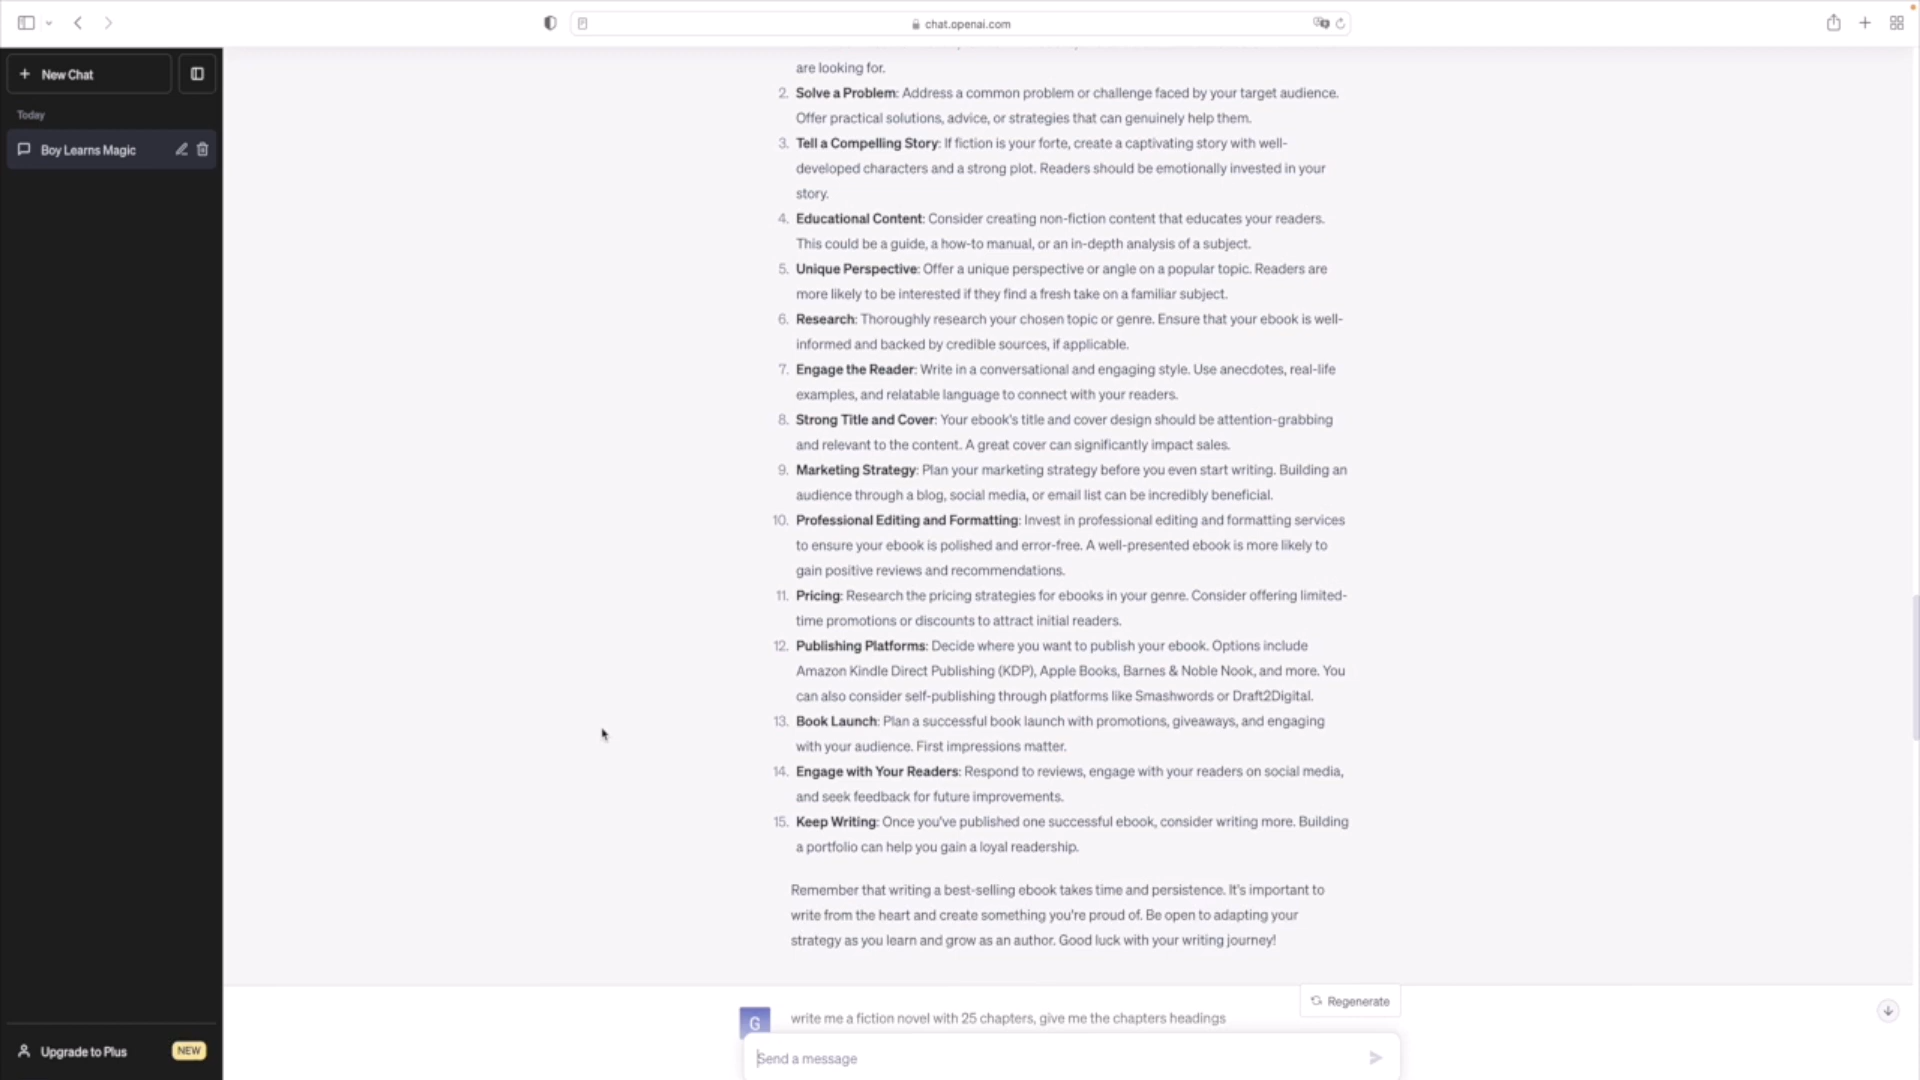 chat.openai.com
New Chat
Today
Boy Learns Magic
are looking for.
2. Solve a Problem: Address a common problem or challenge faced by your target audience.
Offer practical solutions, advice, or strategies that can genuinely help them.
3. Tell a Compelling Story: If fiction is your forte, create a captivating story with well-
developed characters and a strong plot. Readers should be emotionally invested in your
story.
4. Educational Content: Consider creating non-fiction content that educates your readers.
This could be a guide, a how-to manual, or an in-depth analysis of a subject.
5. Unique Perspective: Offer a unique perspective or angle on a popular topic. Readers are
more likely to be interested if they find a fresh take on a familiar subject.
6. Research: Thoroughly research your chosen topic or genre. Ensure that your ebook is well-
informed and backed by credible sources, if applicable.
7. Engage the Reader: Write in a conversational and engaging style. Use anecdotes, real-life
examples, and relatable language to connect with your readers.
8. Strong Title and Cover: Your ebook's title and cover design should be attention-grabbing
and relevant to the content. A great cover can significantly impact sales.
9. Marketing Strategy: Plan your marketing strategy before you even start writing. Building an
audience through a blog, social media, or email list can be incredibly beneficial.
10. Professional Editing and Formatting: Invest in professional editing and formatting services
to ensure your ebook is polished and error-free. A well-presented ebook is more likely to
gain positive reviews and recommendations.
11. Pricing: Research the pricing strategies for ebooks in your genre. Consider offering limited-
time promotions or discounts to attract initial readers.
12. Publishing Platforms: Decide where you want to publish your ebook. Options include
Amazon Kindle Direct Publishing (KDP), Apple Books, Barnes & Noble Nook, and more. You
can also consider self-publishing through platforms like Smashwords or Draft2Digital.
13. Book Launch: Plan a successful book launch with promotions, giveaways, and engaging
with your audience. First impressions matter.
14. Engage with Your Readers: Respond to reviews, engage with your readers on social media,
and seek feedback for future improvements.
15. Keep Writing: Once you've published one successful ebook, consider writing more. Building
a portfolio can help you gain a loyal readership.
Remember that writing a best-selling ebook takes time and persistence. It's important to
write from the heart and create something you're proud of. Be open to adapting your
strategy as you learn and grow as an author. Good luck with your writing journey!
Regenerate
G
write me a fiction novel with 25 chapters, give me the chapters headings
Send a message
Upgrade to Plus
NEW